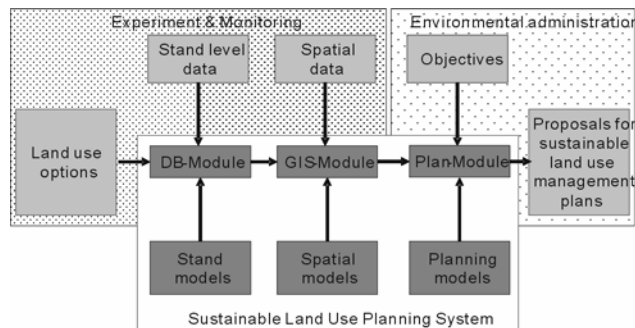 Experiment & Monitoring
Environmental administration
Stand level
data
Spatial data
Objectives
Land use
options
DB-Module
GIS-Module
Plan-Module
Proposals for
sustainable
land use
management
plans
Stand
models
Spatial
models
Planning
models
Sustainable Land Use Planning System